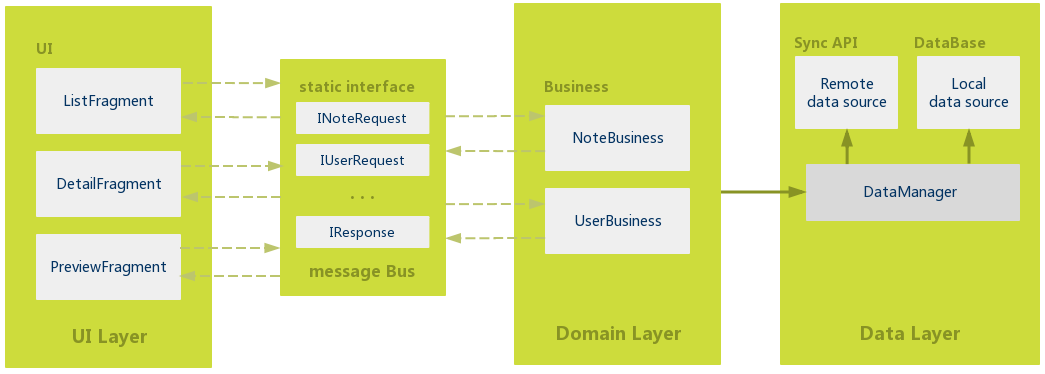 UI
ListFragment
DetailFragment
PreviewFragment
UI Layer
static interface
INoteRequest
IUserRequest
...
IResponse
message Bus
Business
NoteBusiness
UserBusiness
Domain Layer
Sync API
DataBase
Remote
data source
Local
data source
DataManager
Data Layer